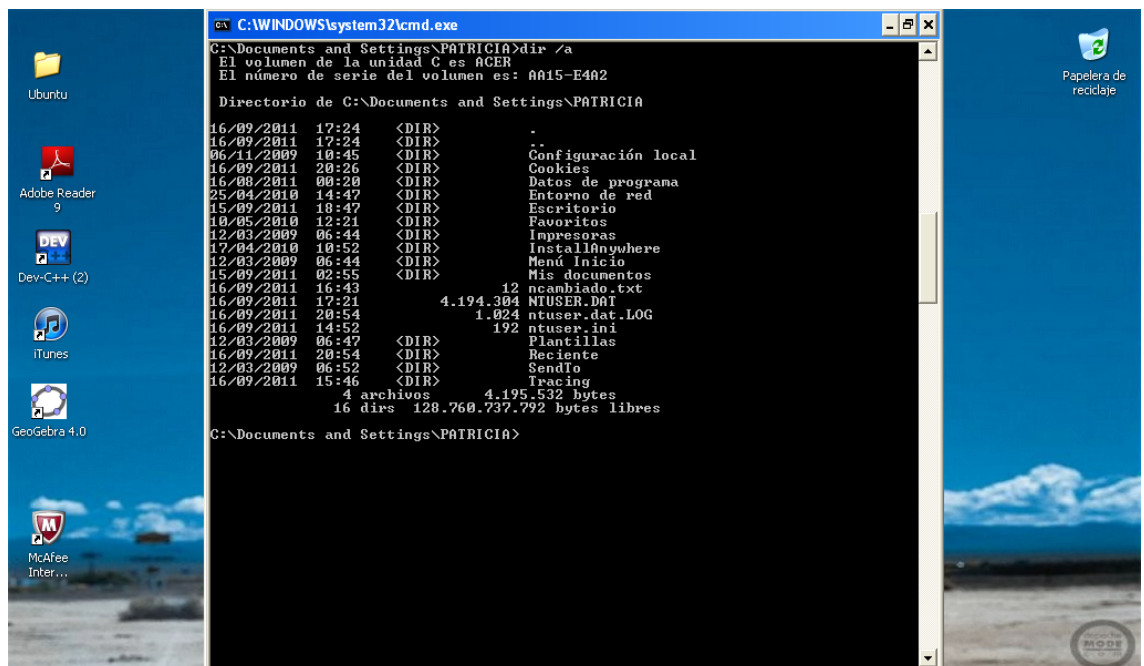 C:\WINDOWS\system32\cmd.exe
C:\Documents and Settings\PATRICIA>dir /a
El volumen de la unidad C es ACER
El número de serie del volumen es: AA15-E4A2
Directorio de C:\Documents and Settings\PATRICIA
16/09/2011 17:24 <DIR> .
16/09/2011 17:24 <DIR> ..
06/11/2009 10:45 <DIR> Configuración local
16/09/2011 20:26 <DIR> Cookies
16/08/2011 00:20 <DIR> Datos de programa
25/04/2010 14:47 <DIR> Entorno de red
15/09/2011 18:47 <DIR> Escritorio
10/05/2010 12:21 <DIR> Favoritos
12/03/2009 06:44 <DIR> Impresoras
17/04/2010 10:52 <DIR> InstallAnywhere
12/03/2009 06:44 <DIR> Menú Inicio
15/09/2011 02:55 <DIR> Mis documentos
16/09/2011 16:43 12 ncambiado.txt
16/09/2011 17:21 4.194.304 NTUSER.DAT
16/09/2011 20:54 1.024 ntuser.dat.LOG
16/09/2011 14:52 192 ntuser.ini
12/03/2009 06:47 <DIR> Plantillas
16/09/2011 20:54 <DIR> Reciente
12/03/2009 06:52 <DIR> SendTo
16/09/2011 15:46 <DIR> Tracing
4 archivos 4.195.532 bytes
16 dirs 128.760.737.792 bytes libres
C:\Documents and Settings\PATRICIA>
Ubuntu
Adobe Reader
9
DEV
C++
Dev-C++ (2)
iTunes
GeoGebra 4.0
McAfee
Inter...
Papelera de
reciclaje
depeche
MODE